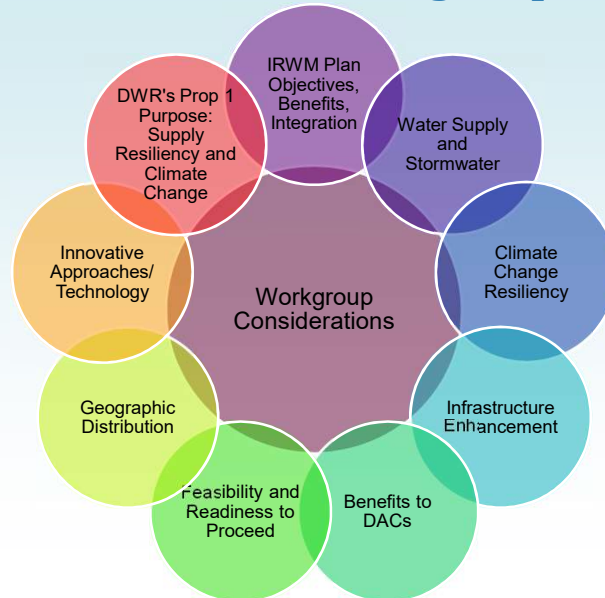 IRWM Plan
Objectives,
Benefits,
Integration
Water Supply
and
Stormwater
Climate
Change
Resiliency
Infrastructure
Enhancement
Benefits to
DACs
Feasibility and
Readiness to
Proceed
Geographic
Distribution
Innovative
Approaches/
Technology
DWR's Prop 1
Purpose:
Supply
Resiliency and
Climate
Change
Workgroup
Considerations